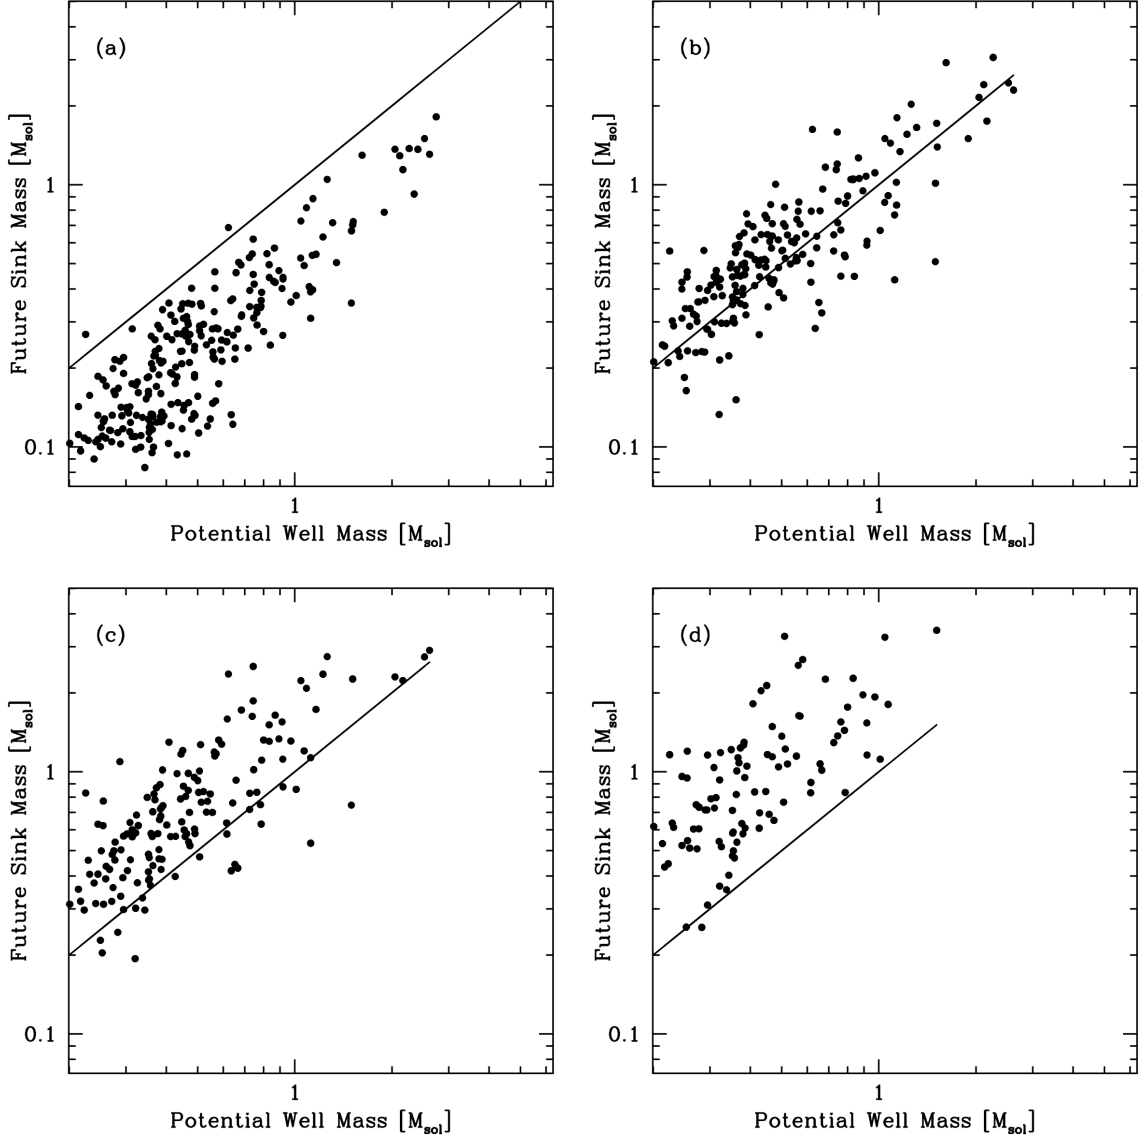 (a)
1
0.1
Future Sink Mass [Msol]
1
Potential Well Mass [Msol]
(b)
1
0.1
Future Sink Mass [Msol]
1
Potential Well Mass [Msol]
(c)
1
0.1
Future Sink Mass [Msol]
1
Potential Well Mass [Msol]
(d)
1
0.1
Future Sink Mass [Msol]
1
Potential Well Mass [Msol]